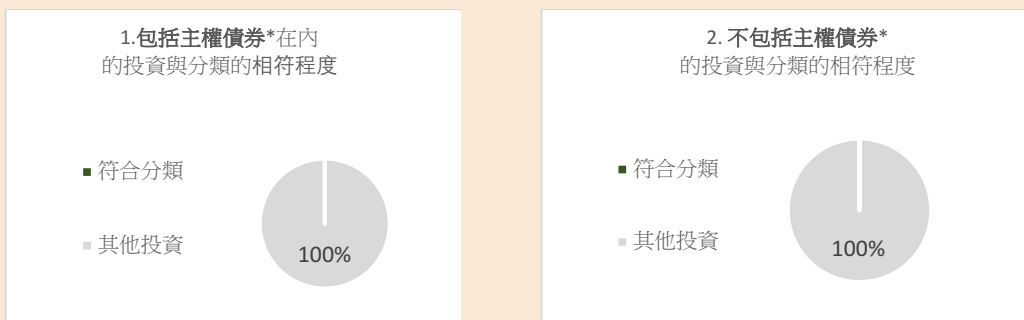 1.包括主權債券*在內
的投資與分類的相符程度
符合分類
其他投資
100%
2. 不包括主權債券*
的投資與分類的相符程度
符合分類
其他投資
100%